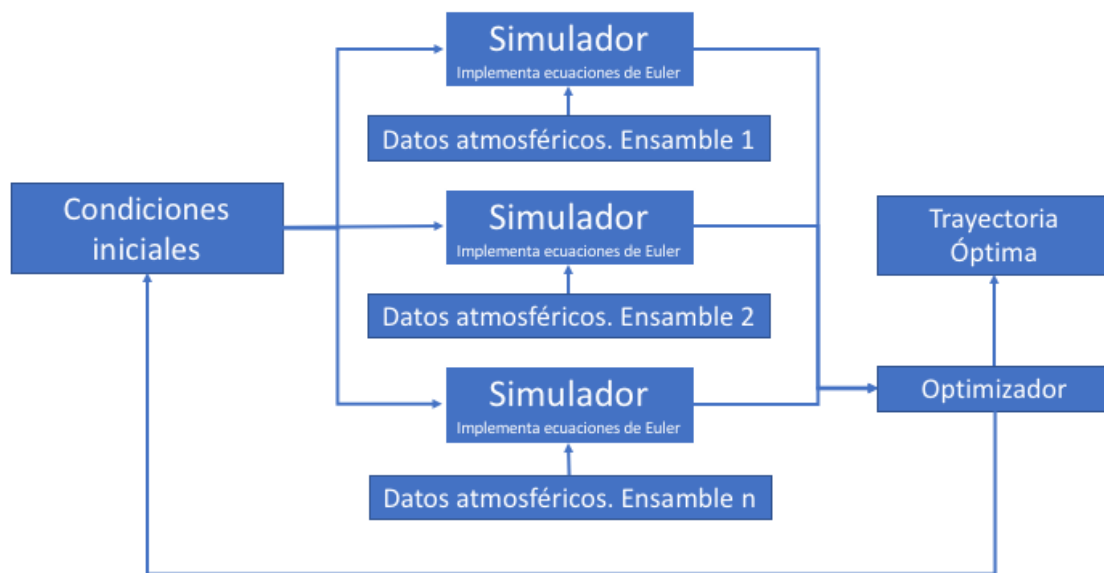 Simulador
Implementa ecuaciones de Euler
Datos atmosféricos. Ensamble 1
Condiciones
iniciales
Simulador
Implementa ecuaciones de Euler
Datos atmosféricos. Ensamble 2
Trayectoria
Óptima
Simulador
Implementa ecuaciones de Euler
Optimizador
Datos atmosféricos. Ensamble n